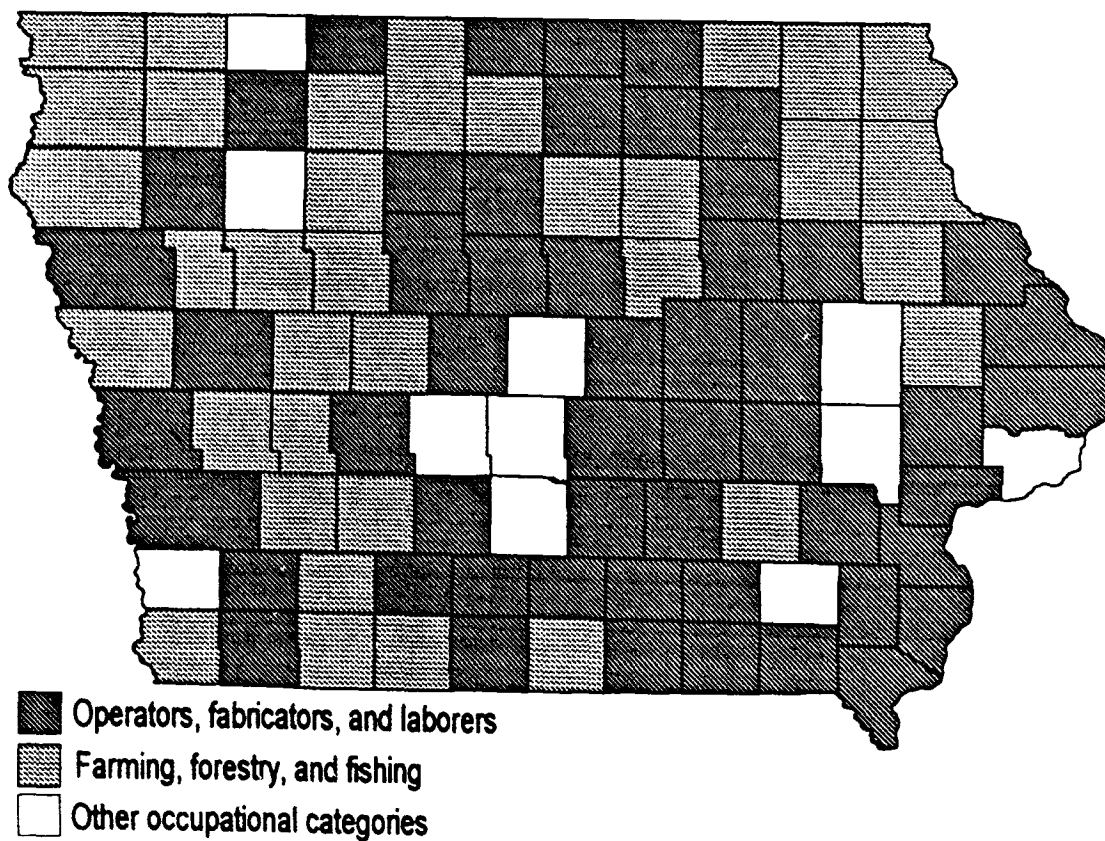 Operators, fabricators, and laborers
Farming, forestry, and fishing
Other occupational categories